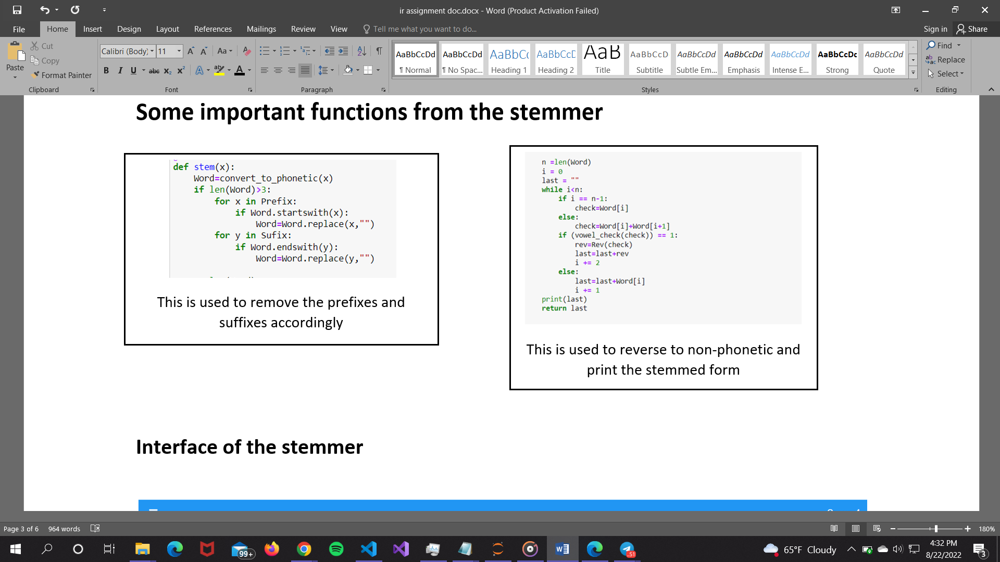 ir assignment doc.docx - Word (Product Activation Failed)
File Home Insert Design Layout References Mailings Review View Tell me what you want to do... Sign in Share
Paste
Cut
Copy
Format Painter
Clipboard
Calibri (Body) 11
Font
Paragraph
AaBbCcDd AaBbCcDd AaBbCc AaBbCcD AaB AaBbCcD AaBbCcDd AaBbCcDd AaBbCcDd AaBbCcDc AaBbCcDd
¶ Normal ¶ No Spac... Heading 1 Heading 2 Title Subtitle Subtle Em... Emphasis Intense E... Strong Quote
Styles
Find
Replace
Select
Editing
Some important functions from the stemmer
def stem(x):
    Word=convert_to_phonetic(x)
    if len(Word)>3:
        for x in Prefix:
            if Word.startswith(x):
                Word=Word.replace(x,"")
        for y in Sufix:
            if Word.endswith(y):
                Word=Word.replace(y,"")
This is used to remove the prefixes and
suffixes accordingly
n =len(Word)
i = 0
last = ""
while i<n:
    if i == n-1:
        check=Word[i]
    else:
        check=Word[i]+Word[i+1]
    if (vowel_check(check)) == 1:
        rev=Rev(check)
        last=last+rev
        i += 2
    else:
        last=last+Word[i]
        i += 1
print(last)
return last
This is used to reverse to non-phonetic and
print the stemmed form
Interface of the stemmer
Page 3 of 6 964 words 180%
99+
51
65°F Cloudy
4:32 PM
8/22/2022
3